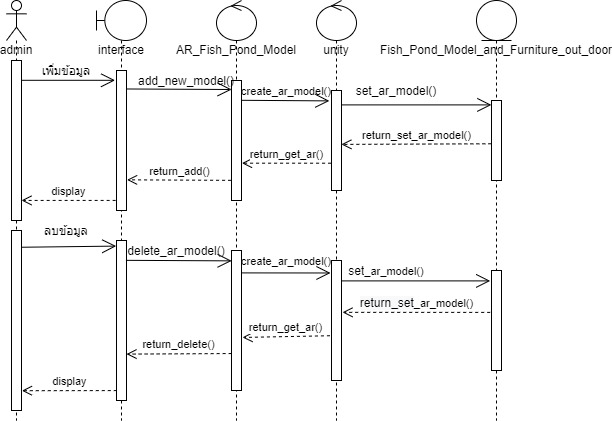 admin interface AR_Fish_Pond_Model unity Fish_Pond_Model_and_Furniture_out_door
เพิ่มข้อมูล
add_new_model()
create_ar_model()
set_ar_model()
return_set_ar_model()
return_get_ar()
return_add()
display
ลบข้อมูล
delete_ar_model()
create_ar_model()
set_ar_model()
return_set_ar_model()
return_get_ar()
return_delete()
display